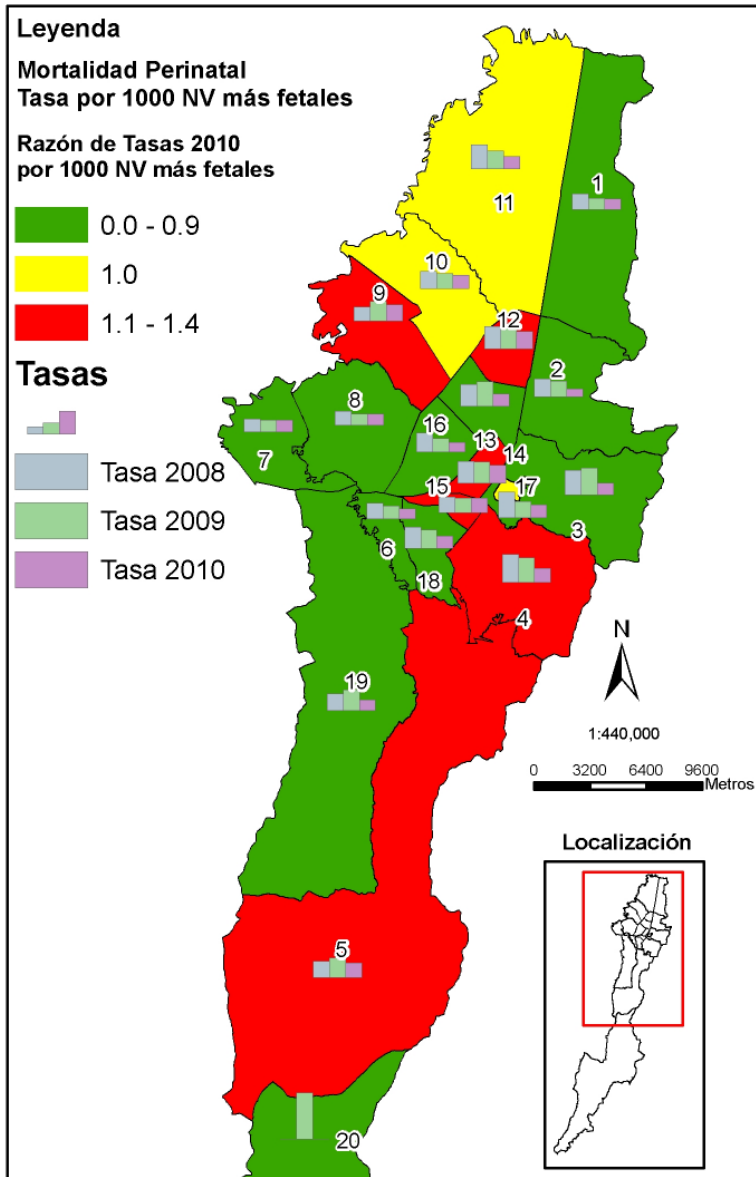 Leyenda
Mortalidad Perinatal
Tasa por 1000 NV más fetales
Razón de Tasas 2010
por 1000 NV más fetales
0.0 - 0.9
1.0
1.1 - 1.4
Tasas
Tasa 2008
Tasa 2009
Tasa 2010
1
11
10
9
12
2
8
16
13
14
7
15
17
3
6
18
4
19
5
20
N
1:440,000
0 3200 6400 9600
Metros
Localización